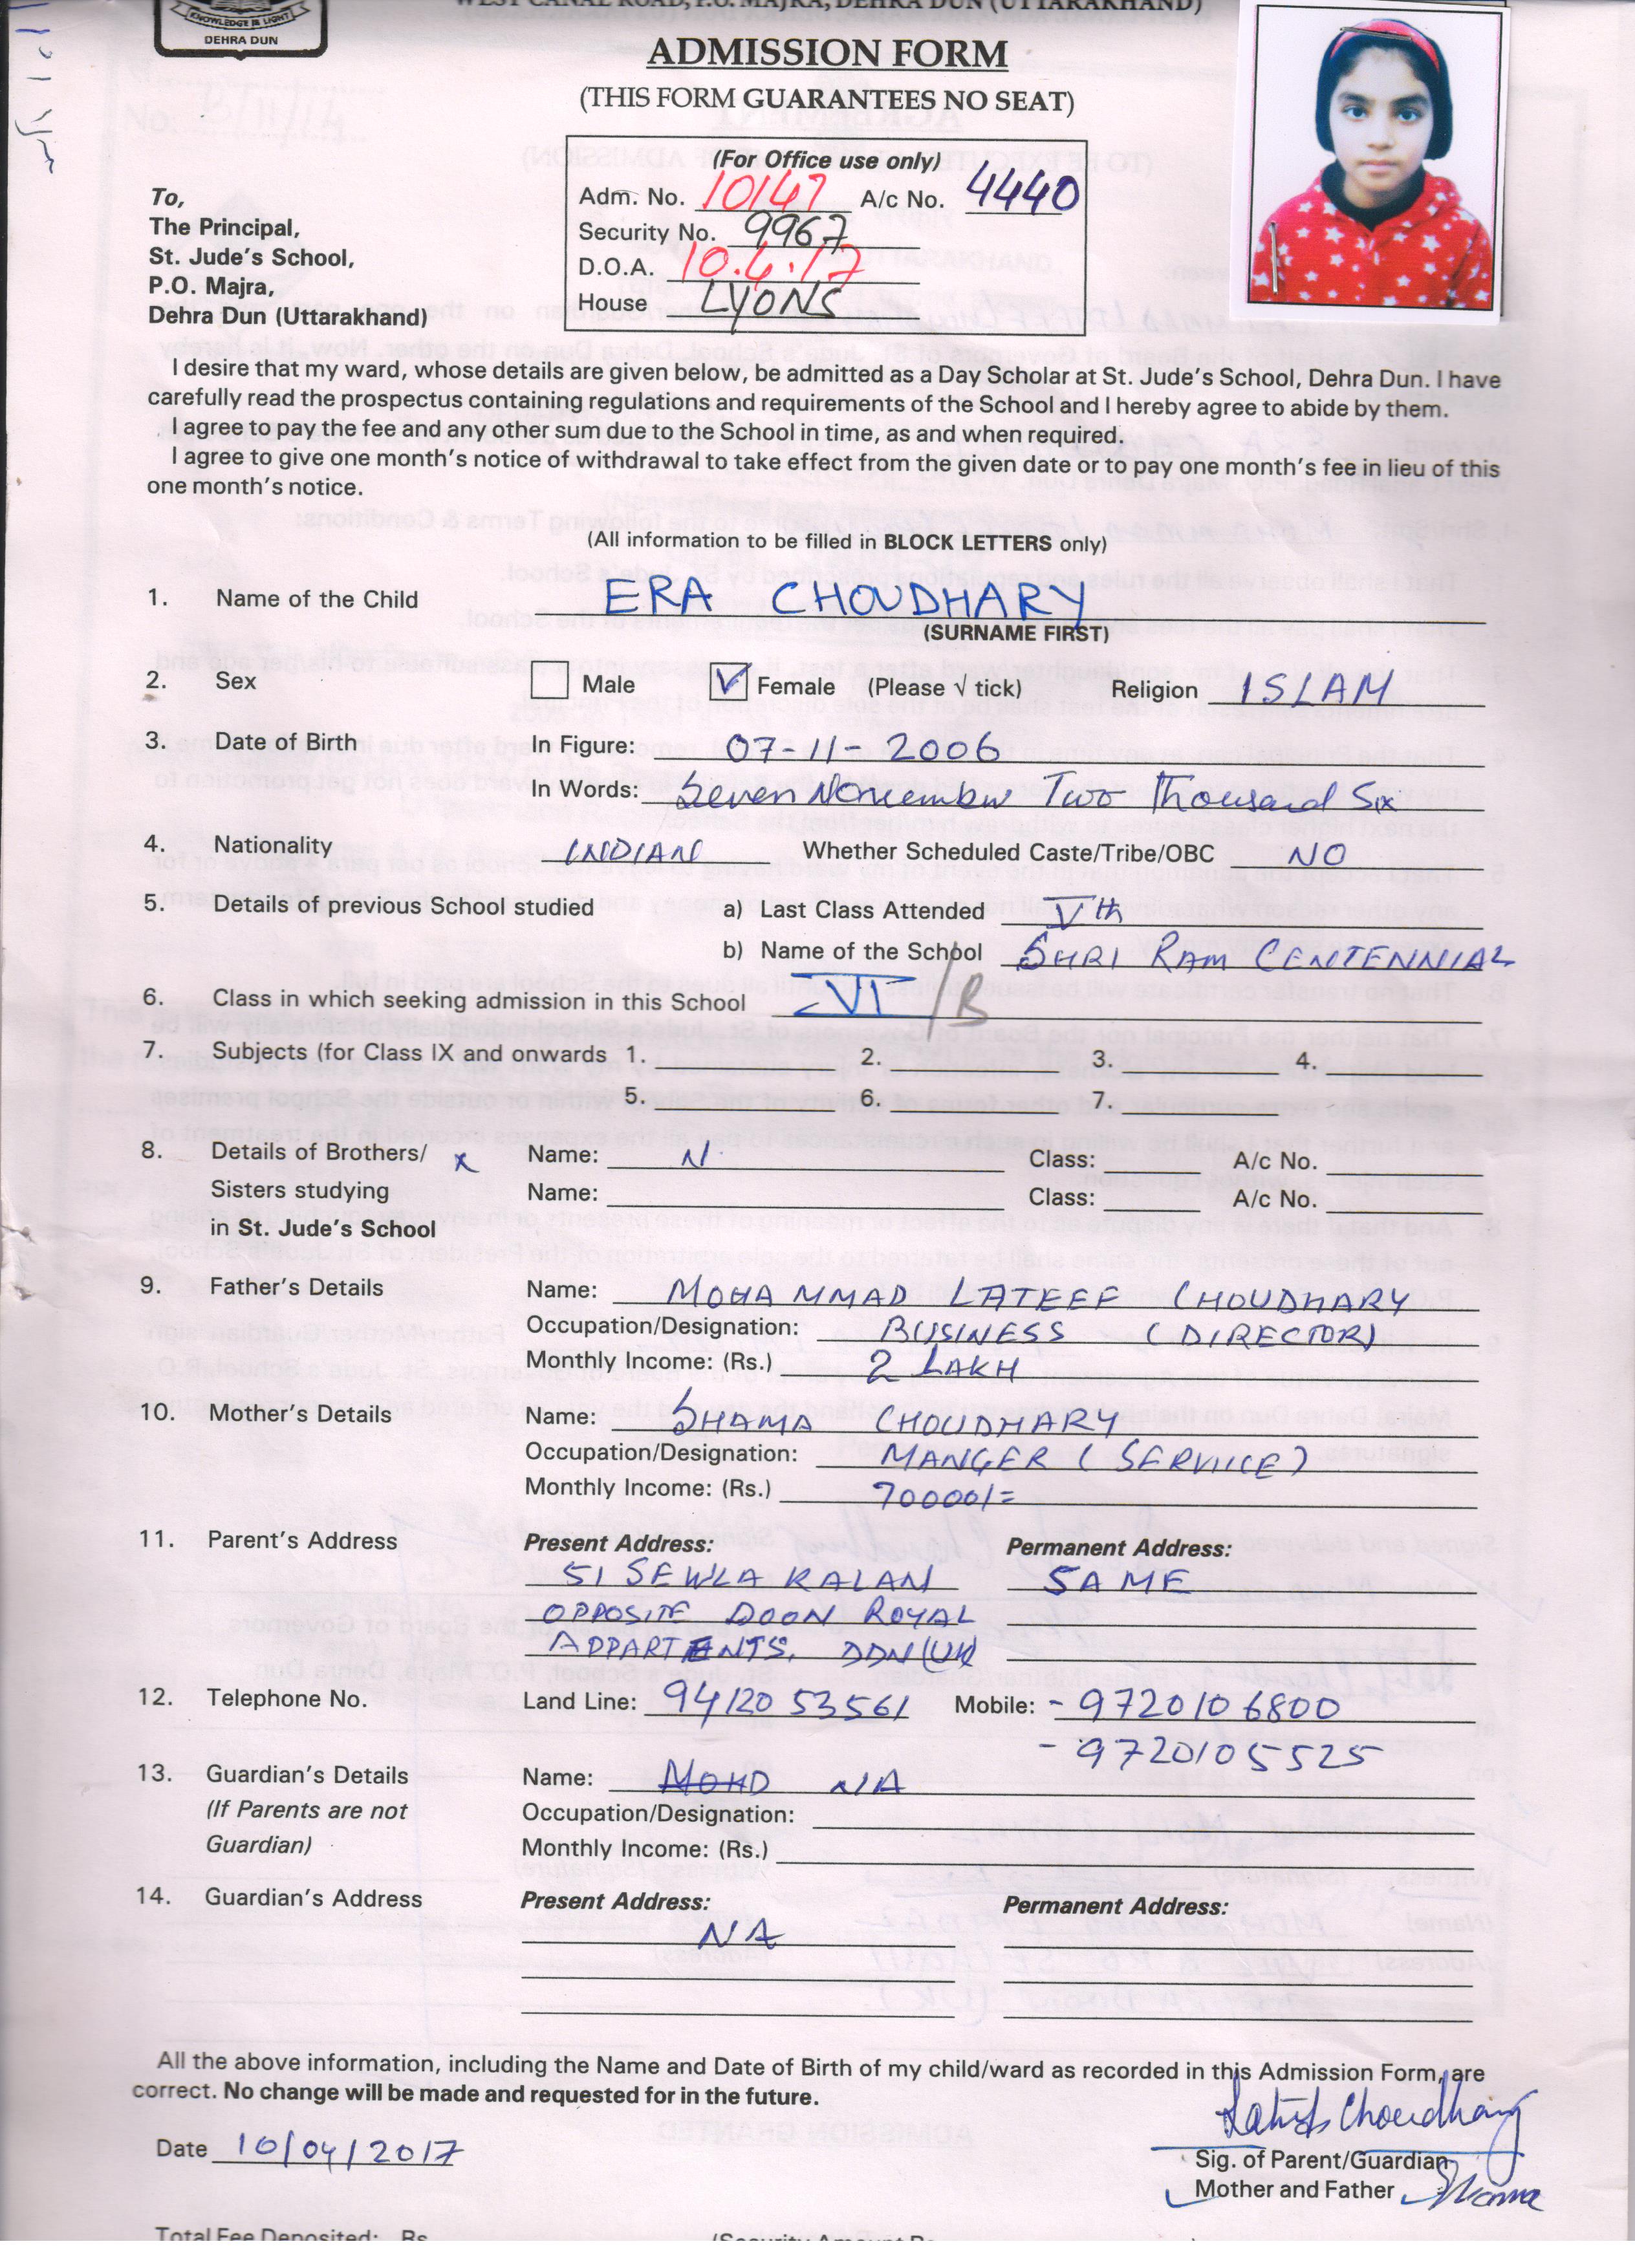 KNOWLEDGE IS LIGHT
DEHRA DUN
WEST CANAL ROAD, P.O. MAJRA, DEHRA DUN (UTTARAKHAND)
ADMISSION FORM
(THIS FORM GUARANTEES NO SEAT)
(For Office use only)
Adm. No. 10147 A/c No. 4440
Security No. 9967
D.O.A. 10.4.17
House LYONS
To,
The Principal,
St. Jude's School,
P.O. Majra,
Dehra Dun (Uttarakhand)
I desire that my ward, whose details are given below, be admitted as a Day Scholar at St. Jude's School, Dehra Dun. I have
carefully read the prospectus containing regulations and requirements of the School and I hereby agree to abide by them.
I agree to pay the fee and any other sum due to the School in time, as and when required.
I agree to give one month's notice of withdrawal to take effect from the given date or to pay one month's fee in lieu of this
one month's notice.
(All information to be filled in BLOCK LETTERS only)
1. Name of the Child ERA CHOUDHARY
(SURNAME FIRST)
2. Sex Male Female (Please √ tick) Religion ISLAM
3. Date of Birth In Figure: 07-11-2006
In Words: Seven November Two Thousand Six
4. Nationality INDIAN Whether Scheduled Caste/Tribe/OBC NO
5. Details of previous School studied a) Last Class Attended Vth
b) Name of the School SHRI RAM CENTENNIAL
6. Class in which seeking admission in this School VI/B
7. Subjects (for Class IX and onwards 1. 2. 3. 4.
5. 6. 7.
8. Details of Brothers/ x Name: N Class: A/c No.
Sisters studying Name: Class: A/c No.
in St. Jude's School
9. Father's Details Name: MOHAMMAD LATEEF CHOUDHARY
Occupation/Designation: BUSINESS (DIRECTOR)
Monthly Income: (Rs.) 2 LAKH
10. Mother's Details Name: SHAMA CHOUDHARY
Occupation/Designation: MANGER (SERVIICE)
Monthly Income: (Rs.) 70000/=
11. Parent's Address Present Address: Permanent Address:
51 SEWLA KALAN SAME
OPPOSITE DOON ROYAL
APPARTENTS. DDN (UK)
12. Telephone No. Land Line: 9412053561 Mobile: - 9720106800
- 9720105525
13. Guardian's Details Name: MOHD NA
(If Parents are not Occupation/Designation:
Guardian) Monthly Income: (Rs.)
14. Guardian's Address Present Address: Permanent Address:
NA
All the above information, including the Name and Date of Birth of my child/ward as recorded in this Admission Form, are
correct. No change will be made and requested for in the future.
Date 10/04/2017 Choudhary
Sig. of Parent/Guardian
Mother and Father Shama
Total Fee Deposited: Rs.